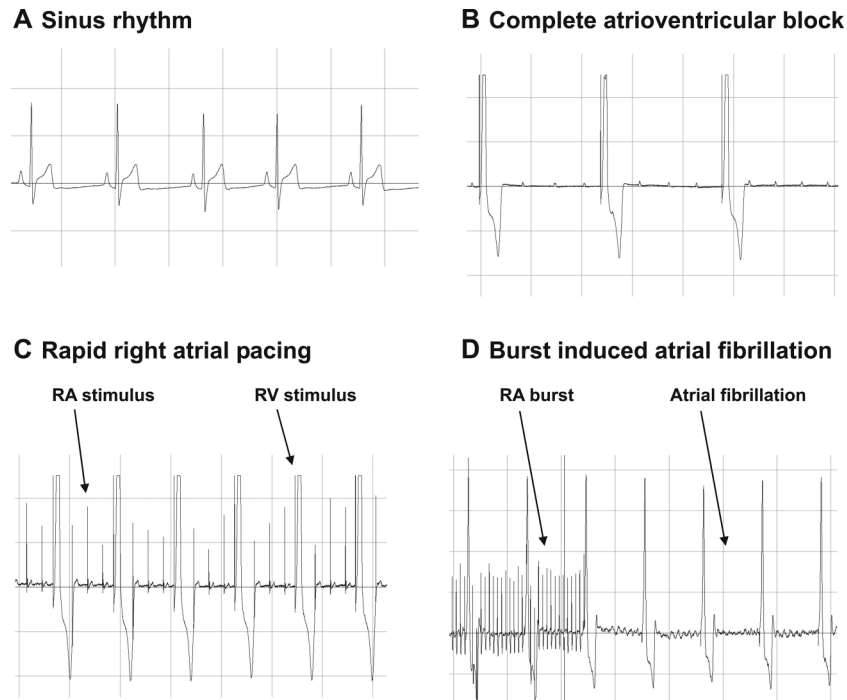 A Sinus rhythm
B Complete atrioventricular block
C Rapid right atrial pacing
RA stimulus
RV stimulus
D Burst induced atrial fibrillation
RA burst
Atrial fibrillation